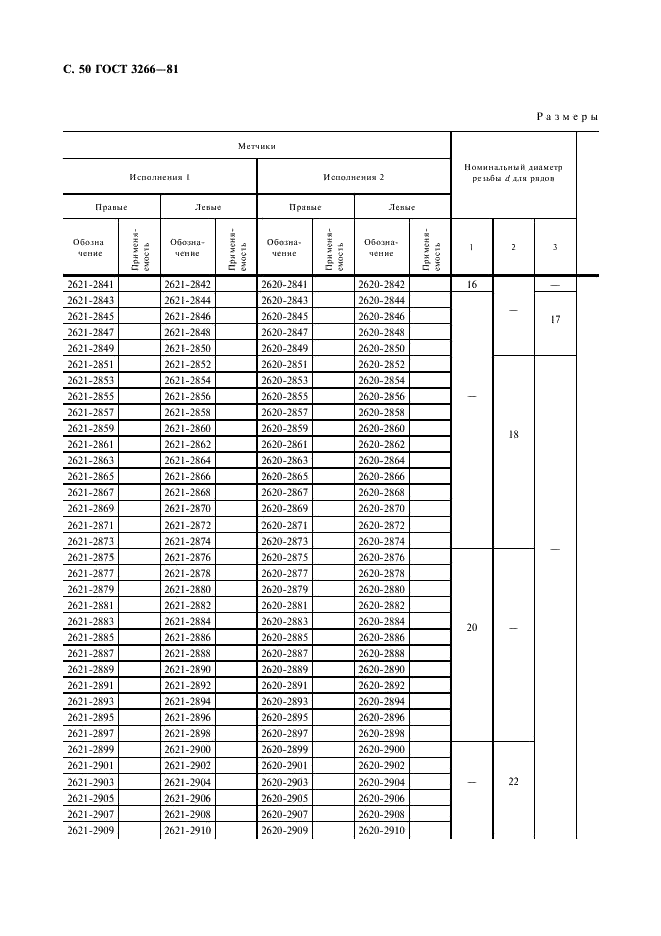 С. 50 ГОСТ 3266—81
Размеры
Метчики
Номинальный диаметр
резьбы d для рядов
Исполнения 1 Исполнения 2
Правые Левые Правые Левые
Обозна
чение Применя-
емость Обозна-
чение Применя-
емость Обозна-
чение Применя-
емость Обозна-
чение Применя-
емость 1 2 3
2621-2841 2621-2842 2620-2841 2620-2842 16 —
2621-2843 2621-2844 2620-2843 2620-2844
2621-2845 2621-2846 2620-2845 2620-2846 — 17
2621-2847 2621-2848 2620-2847 2620-2848
2621-2849 2621-2850 2620-2849 2620-2850
2621-2851 2621-2852 2620-2851 2620-2852
2621-2853 2621-2854 2620-2853 2620-2854
2621-2855 2621-2856 2620-2855 2620-2856 —
2621-2857 2621-2858 2620-2857 2620-2858
2621-2859 2621-2860 2620-2859 2620-2860 18
2621-2861 2621-2862 2620-2861 2620-2862
2621-2863 2621-2864 2620-2863 2620-2864
2621-2865 2621-2866 2620-2865 2620-2866
2621-2867 2621-2868 2620-2867 2620-2868
2621-2869 2621-2870 2620-2869 2620-2870
2621-2871 2621-2872 2620-2871 2620-2872
2621-2873 2621-2874 2620-2873 2620-2874 —
2621-2875 2621-2876 2620-2875 2620-2876
2621-2877 2621-2878 2620-2877 2620-2878
2621-2879 2621-2880 2620-2879 2620-2880
2621-2881 2621-2882 2620-2881 2620-2882
2621-2883 2621-2884 2620-2883 2620-2884 20 —
2621-2885 2621-2886 2620-2885 2620-2886
2621-2887 2621-2888 2620-2887 2620-2888
2621-2889 2621-2890 2620-2889 2620-2890
2621-2891 2621-2892 2620-2891 2620-2892
2621-2893 2621-2894 2620-2893 2620-2894
2621-2895 2621-2896 2620-2895 2620-2896
2621-2897 2621-2898 2620-2897 2620-2898
2621-2899 2621-2900 2620-2899 2620-2900
2621-2901 2621-2902 2620-2901 2620-2902
2621-2903 2621-2904 2620-2903 2620-2904 — 22
2621-2905 2621-2906 2620-2905 2620-2906
2621-2907 2621-2908 2620-2907 2620-2908
2621-2909 2621-2910 2620-2909 2620-2910